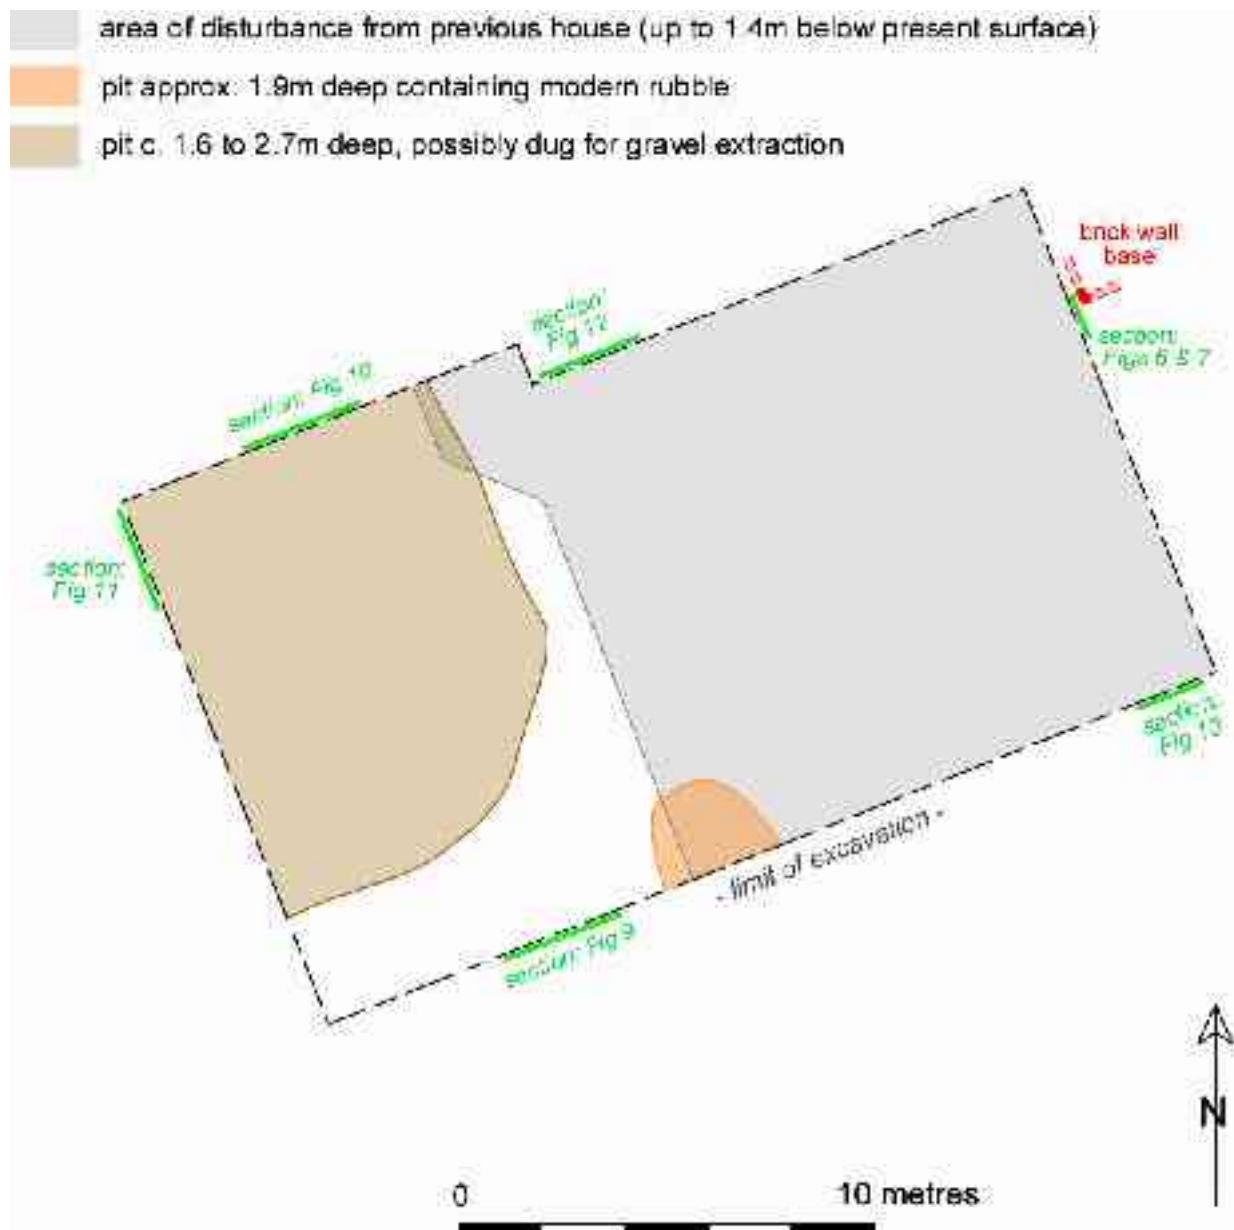 area of disturbance from previous house (up to 1.4m below present surface)
pit approx. 1.9m deep containing modern rubble
pit c. 1.6 to 2.7m deep, possibly dug for gravel extraction
brick wall
base
section:
Fig 12
section:
Figs 6 & 7
section: Fig 10
section:
Fig 11
section:
Fig 13
- limit of excavation -
section: Fig 9
N
0
10 metres